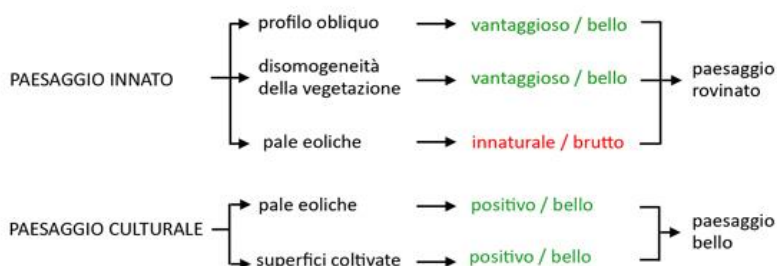 profilo obliquo vantaggioso / bello
PAESAGGIO INNATO
disomogeneità
della vegetazione
vantaggioso / bello
paesaggio
rovinato
pale eoliche innaturale / brutto
pale eoliche positivo / bello
PAESAGGIO CULTURALE
paesaggio
bello
superfici coltivate positivo / bello